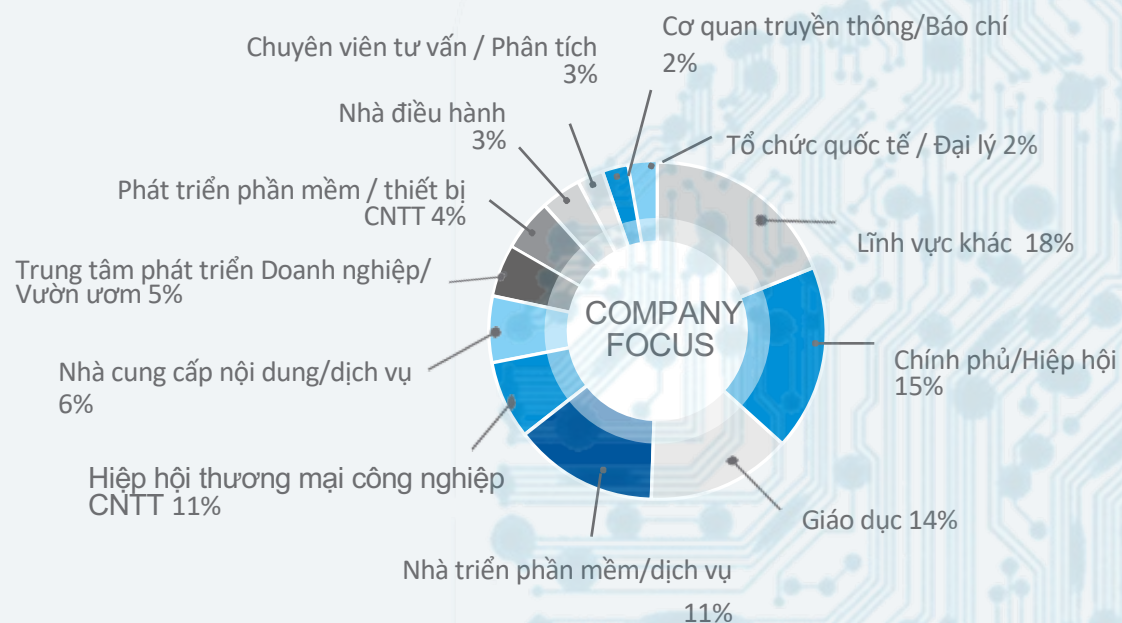 Cơ quan truyền thông/Báo chí
2%
Chuyên viên tư vấn / Phân tích
3%
Nhà điều hành
3%
Tổ chức quốc tế / Đại lý 2%
Phát triển phần mềm / thiết bị
CNTT 4%
Lĩnh vực khác 18%
Trung tâm phát triển Doanh nghiệp/
Vườn ươm 5%
COMPANY
FOCUS
Chính phủ/Hiệp hội
15%
Nhà cung cấp nội dung/dịch vụ
6%
Hiệp hội thương mại công nghiệp
CNTT 11%
Giáo dục 14%
Nhà triển phần mềm/dịch vụ
11%